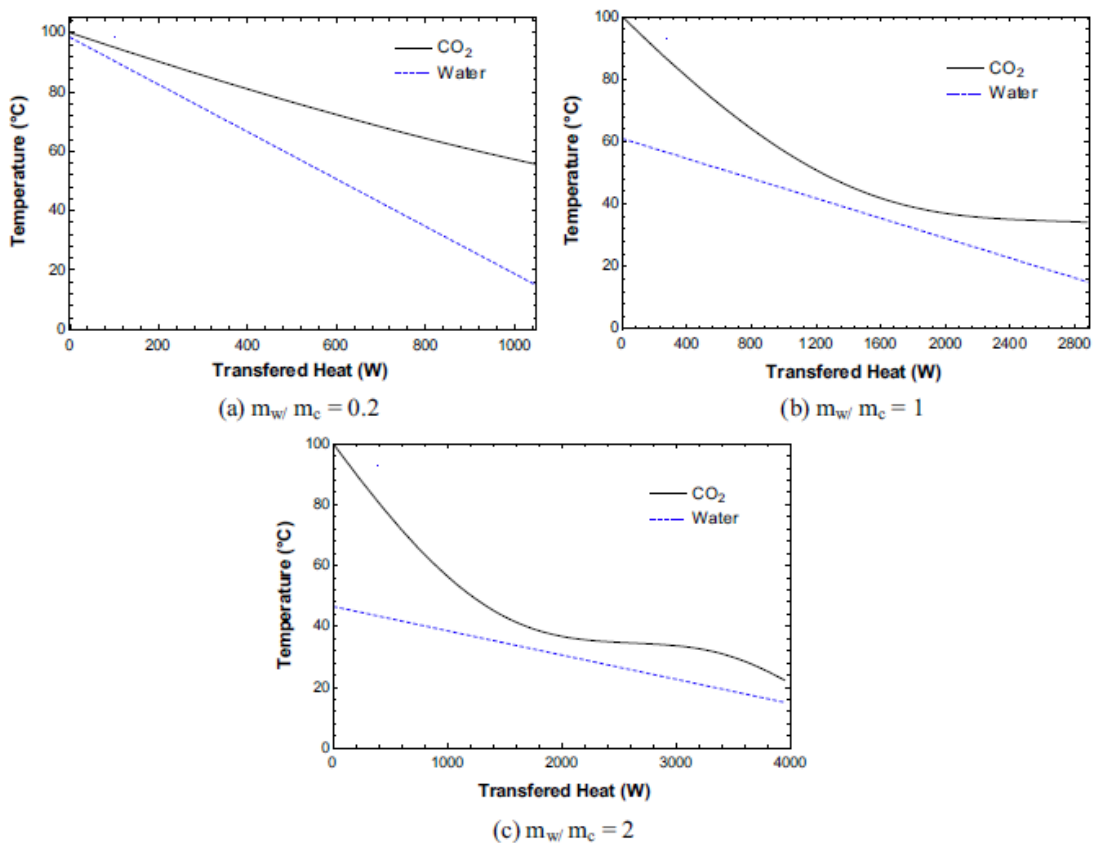 100
80
60
40
20
0
Temperature (°C)
CO2
Water
0
200
400
600
800
1000
Transfered Heat (W)
(a) mw/ mc = 0.2
100
80
60
40
20
0
Temperature (°C)
CO2
Water
0
400
800
1200
1600
2000
2400
2800
Transfered Heat (W)
(b) mw/ mc = 1
100
80
60
40
20
0
Temperature (°C)
CO2
Water
0
1000
2000
3000
4000
Transfered Heat (W)
(c) mw/ mc = 2